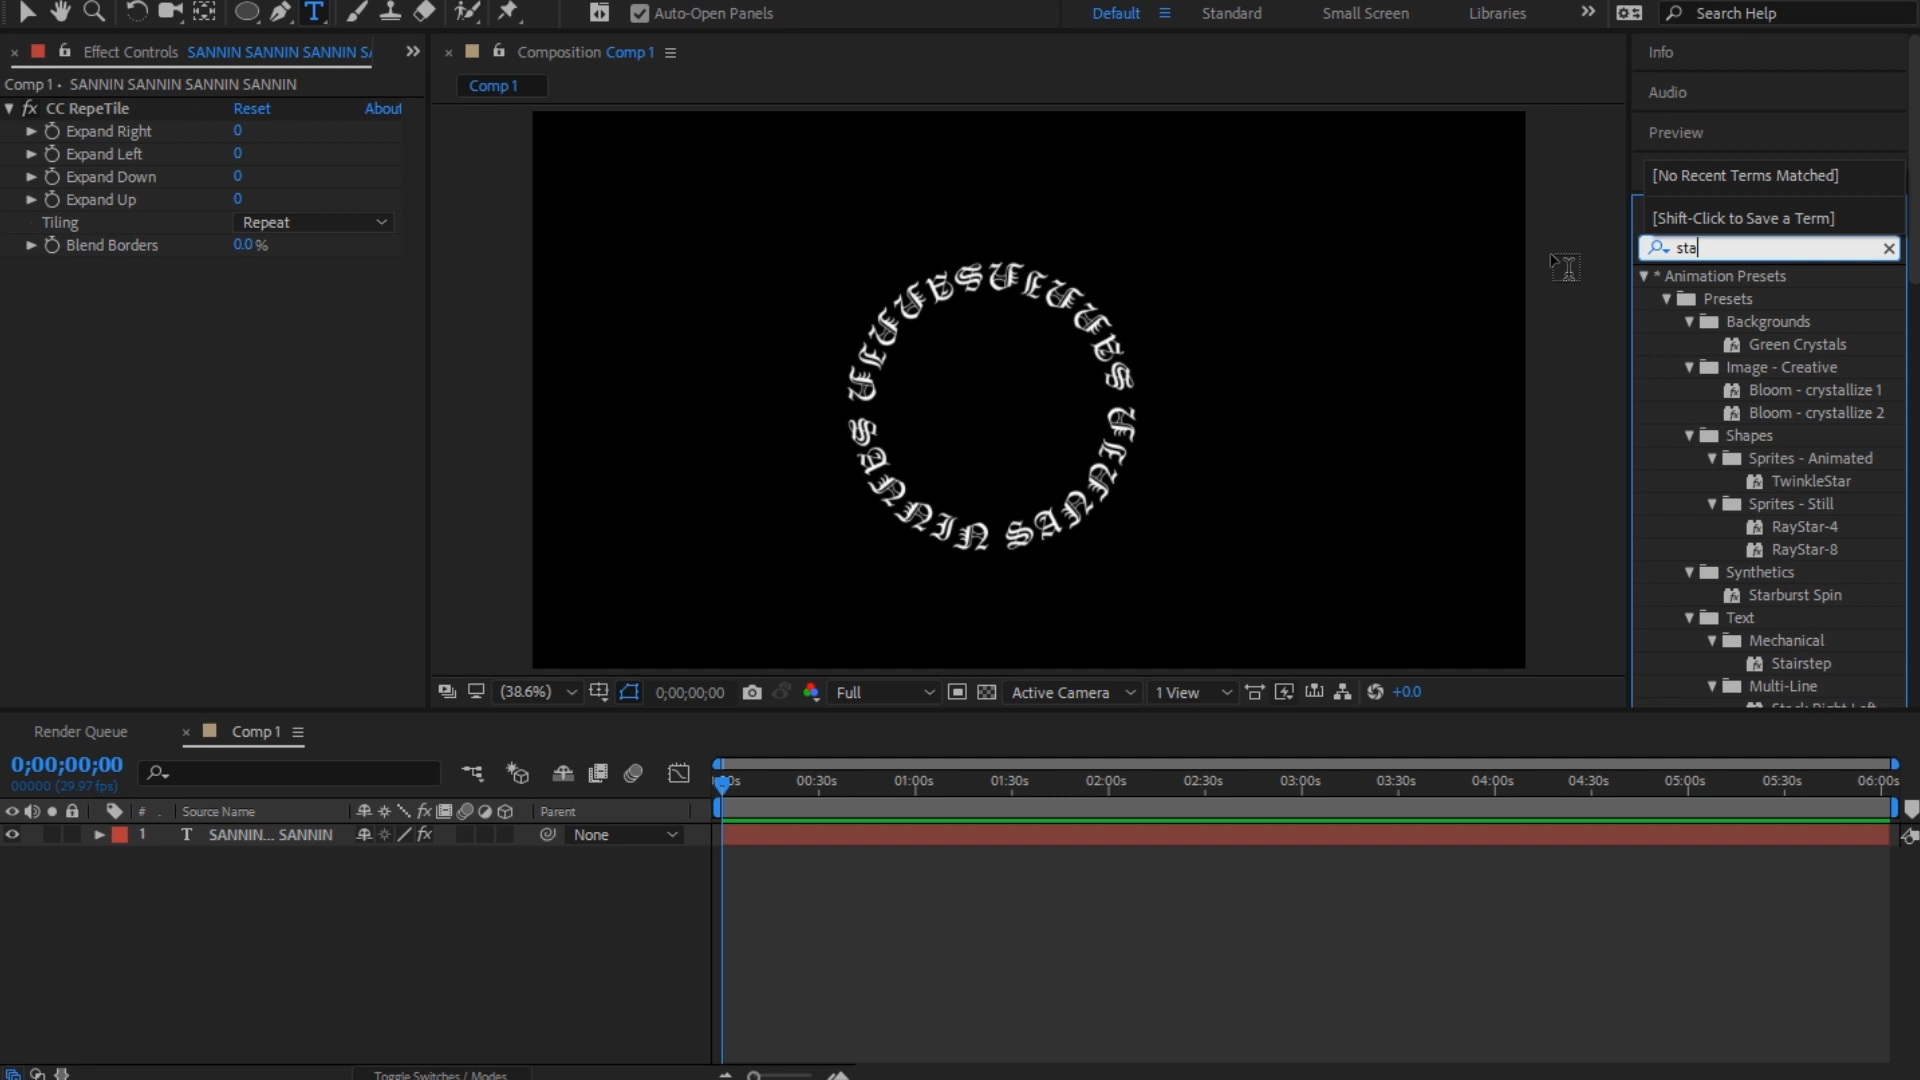 Auto-Open Panels
Default
Standard
Small Screen
Libraries
Search Help
Effect Controls SANNIN SANNIN SANNIN SA
Comp 1 • SANNIN SANNIN SANNIN SANNIN
fx CC RepeTile Reset About
Expand Right 0
Expand Left 0
Expand Down 0
Expand Up 0
Tiling Repeat
Blend Borders 0.0 %
Composition Comp 1
Comp 1
SANNIN SANNIN SANNIN SANNIN
(38.6%) 0;00;00;00 Full Active Camera 1 View +0.0
Info
Audio
Preview
[No Recent Terms Matched]
[Shift-Click to Save a Term]
sta
* Animation Presets
Presets
Backgrounds
Green Crystals
Image - Creative
Bloom - crystallize 1
Bloom - crystallize 2
Shapes
Sprites - Animated
TwinkleStar
Sprites - Still
RayStar-4
RayStar-8
Synthetics
Starburst Spin
Text
Mechanical
Stairstep
Multi-Line
Render Queue
Comp 1
0;00;00;00
00000 (29.97 fps)
00:30s 01:00s 01:30s 02:00s 02:30s 03:00s 03:30s 04:00s 04:30s 05:00s 05:30s 06:00s
# . Source Name fx Parent
1 T SANNIN... SANNIN fx None
Toggle Switches / Modes